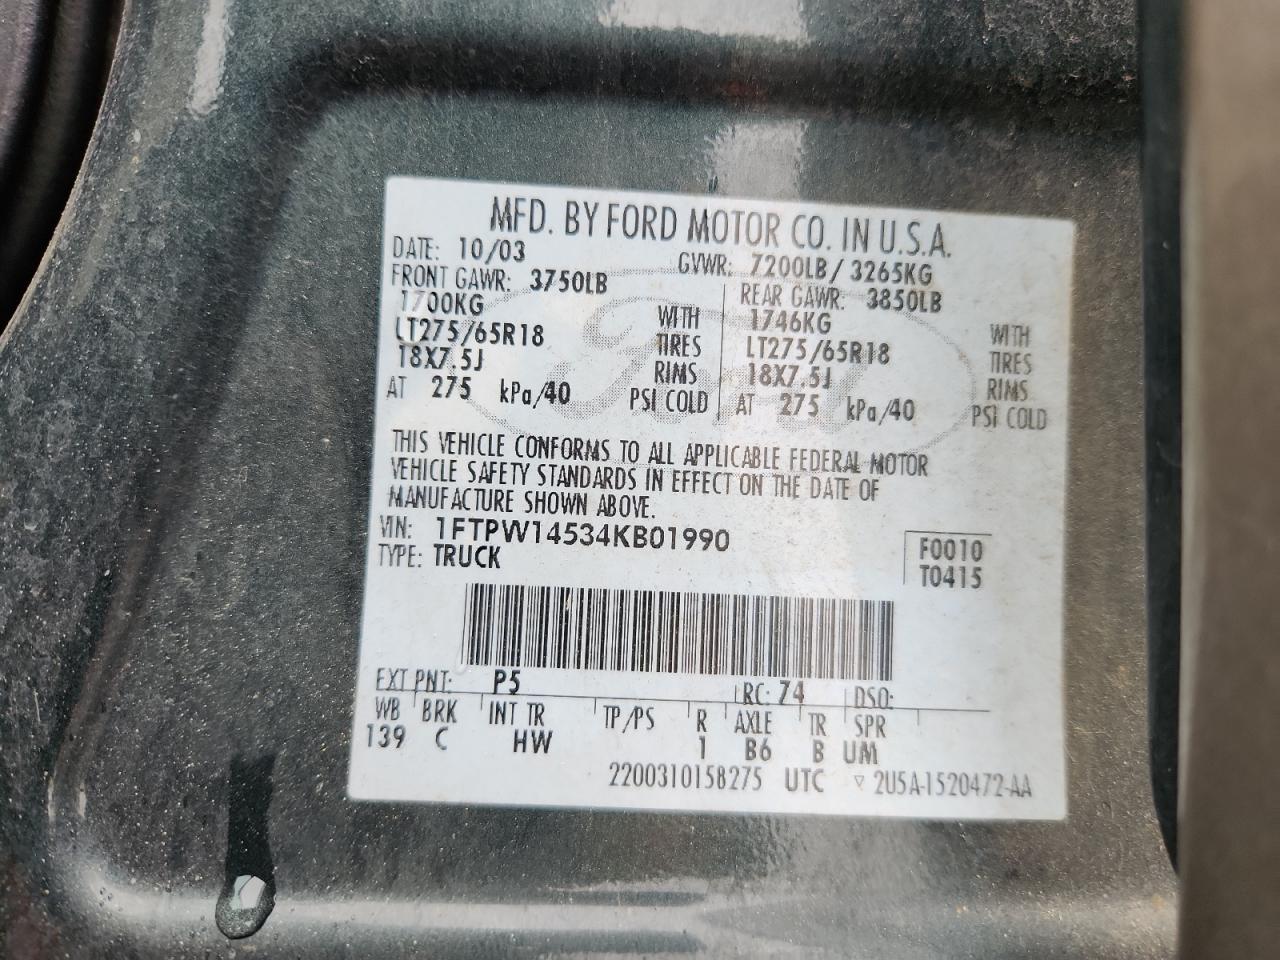 MFD. BY FORD MOTOR CO. IN U.S.A.
DATE: 10/03 GVWR: 7200LB / 3265KG
FRONT GAWR: 3750LB REAR GAWR: 3850LB
1700KG WITH 1746KG WITH
LT275/65R18 TIRES LT275/65R18 TIRES
18X7.5J RIMS 18X7.5J RIMS
AT 275 kPa/40 PSI COLD AT 275 kPa/40 PSI COLD
Ford
THIS VEHICLE CONFORMS TO ALL APPLICABLE FEDERAL MOTOR
VEHICLE SAFETY STANDARDS IN EFFECT ON THE DATE OF
MANUFACTURE SHOWN ABOVE.
VIN: 1FTPW14534KB01990 F0010
TYPE: TRUCK T0415
EXT PNT: P5 RC: 74 DSO:
WB BRK INT TR TP/PS R AXLE TR SPR
139 C HW 1 B6 B UM
2200310158275 UTC ▽ 2U5A-1520472-AA